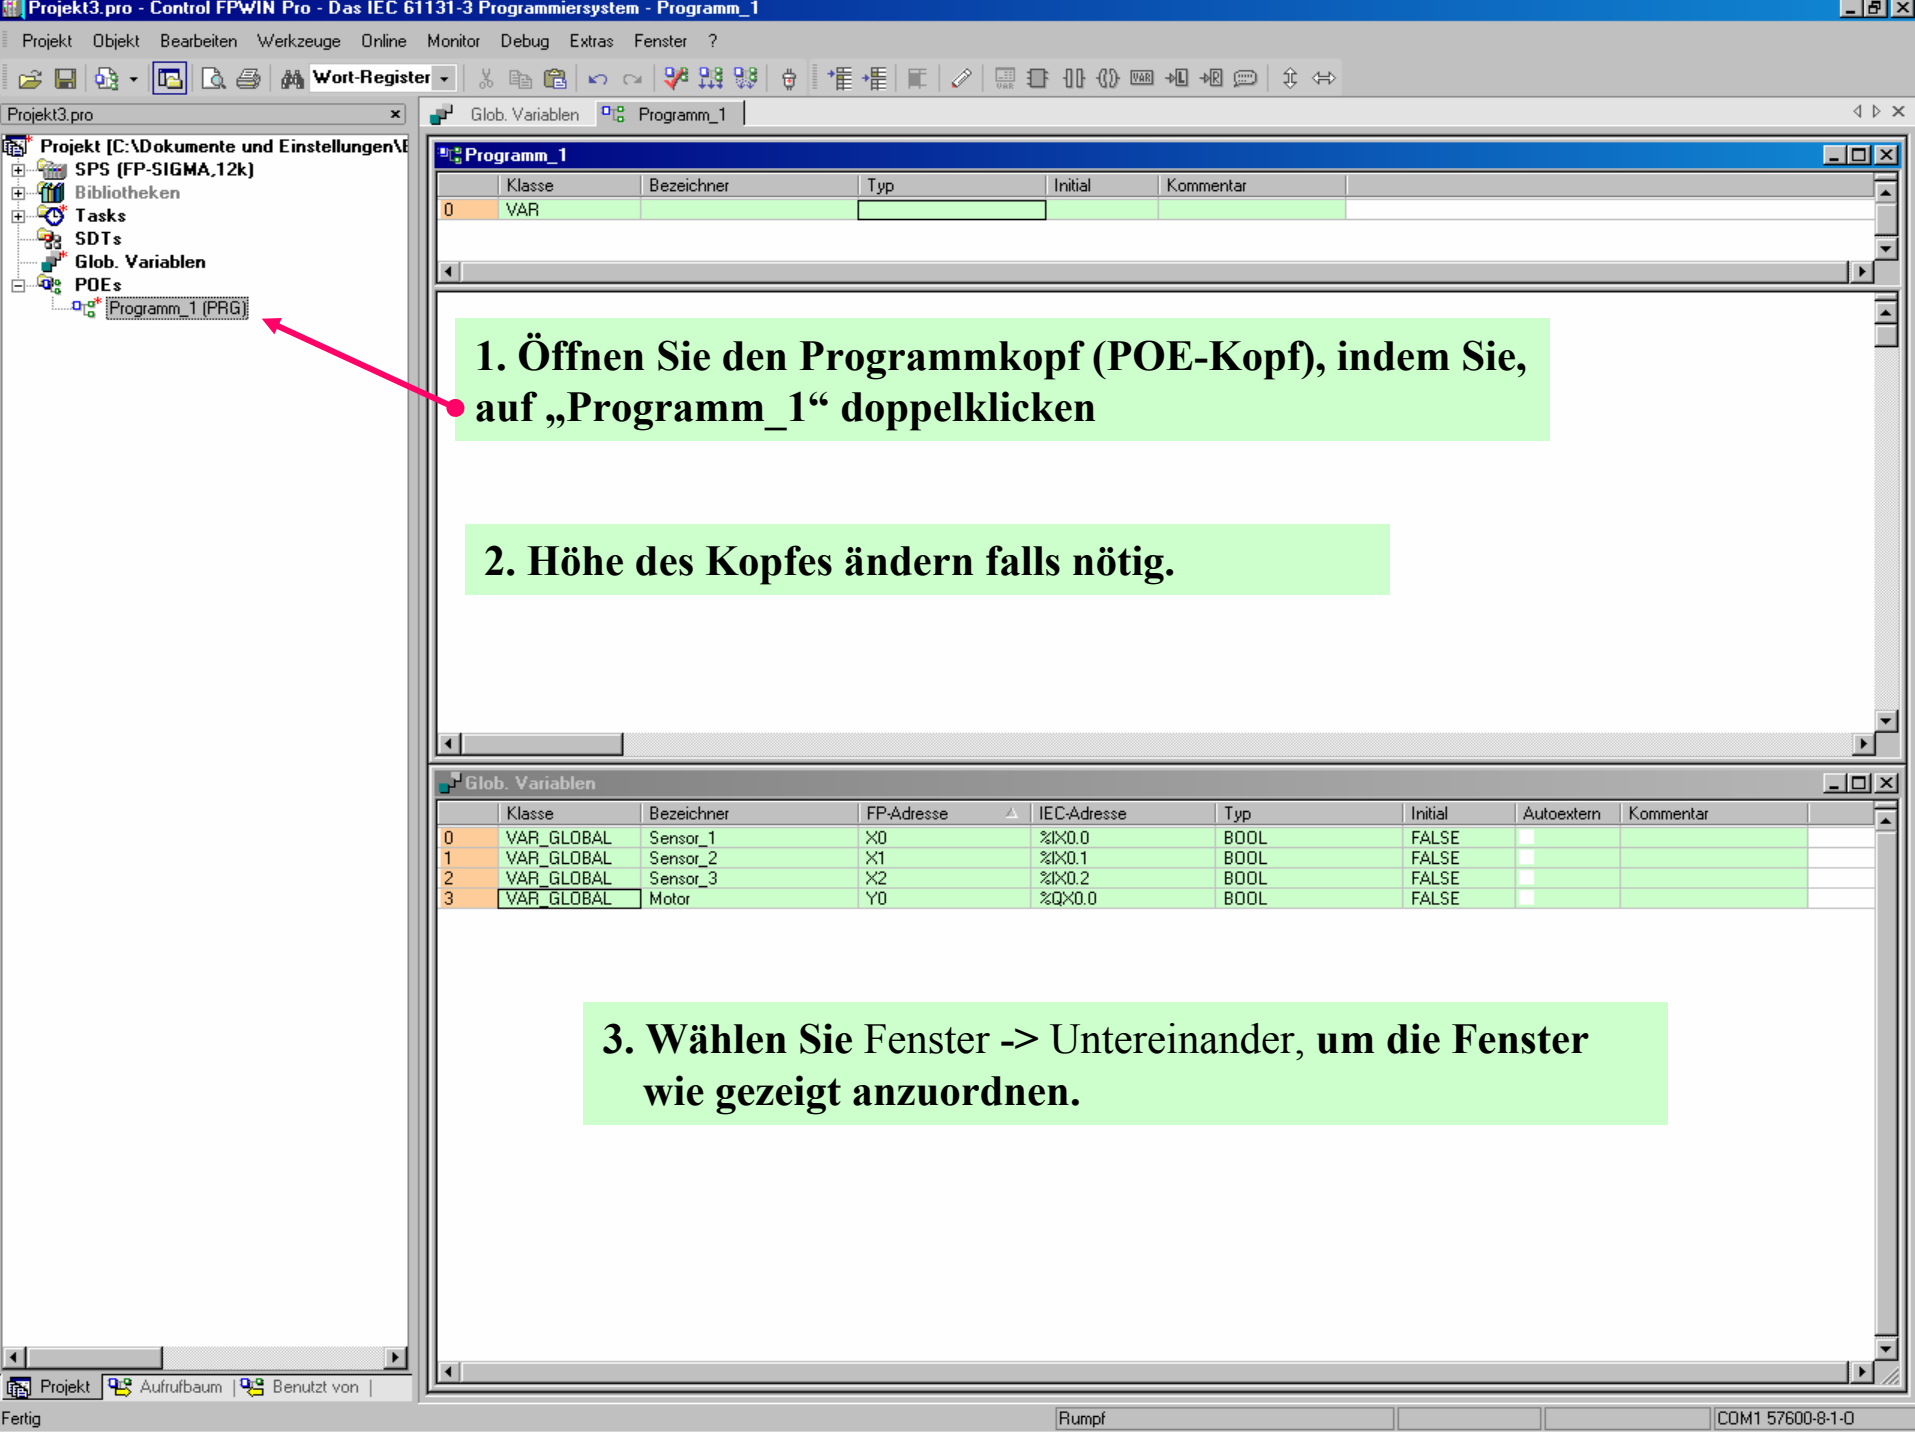 Projekt3.pro - Control FPWIN Pro - Das IEC 61131-3 Programmiersystem - Programm_1
Projekt Objekt Bearbeiten Werkzeuge Online Monitor Debug Extras Fenster ?
Wort-Register
Projekt3.pro
Glob. Variablen Programm_1
Projekt [C:\Dokumente und Einstellungen\
SPS (FP-SIGMA,12k)
Bibliotheken
Tasks
SDTs
Glob. Variablen
POEs
Programm_1 (PRG)
Programm_1
Klasse Bezeichner Typ Initial Kommentar
0 VAR
1. Öffnen Sie den Programmkopf (POE-Kopf), indem Sie,
auf „Programm_1“ doppelklicken
2. Höhe des Kopfes ändern falls nötig.
Glob. Variablen
Klasse Bezeichner FP-Adresse IEC-Adresse Typ Initial Autoextern Kommentar
0 VAR_GLOBAL Sensor_1 X0 %IX0.0 BOOL FALSE
1 VAR_GLOBAL Sensor_2 X1 %IX0.1 BOOL FALSE
2 VAR_GLOBAL Sensor_3 X2 %IX0.2 BOOL FALSE
3 VAR_GLOBAL Motor Y0 %QX0.0 BOOL FALSE
3. Wählen Sie Fenster -> Untereinander, um die Fenster
wie gezeigt anzuordnen.
Projekt Aufrufbaum Benutzt von
Fertig
Rumpf
COM1 57600-8-1-O